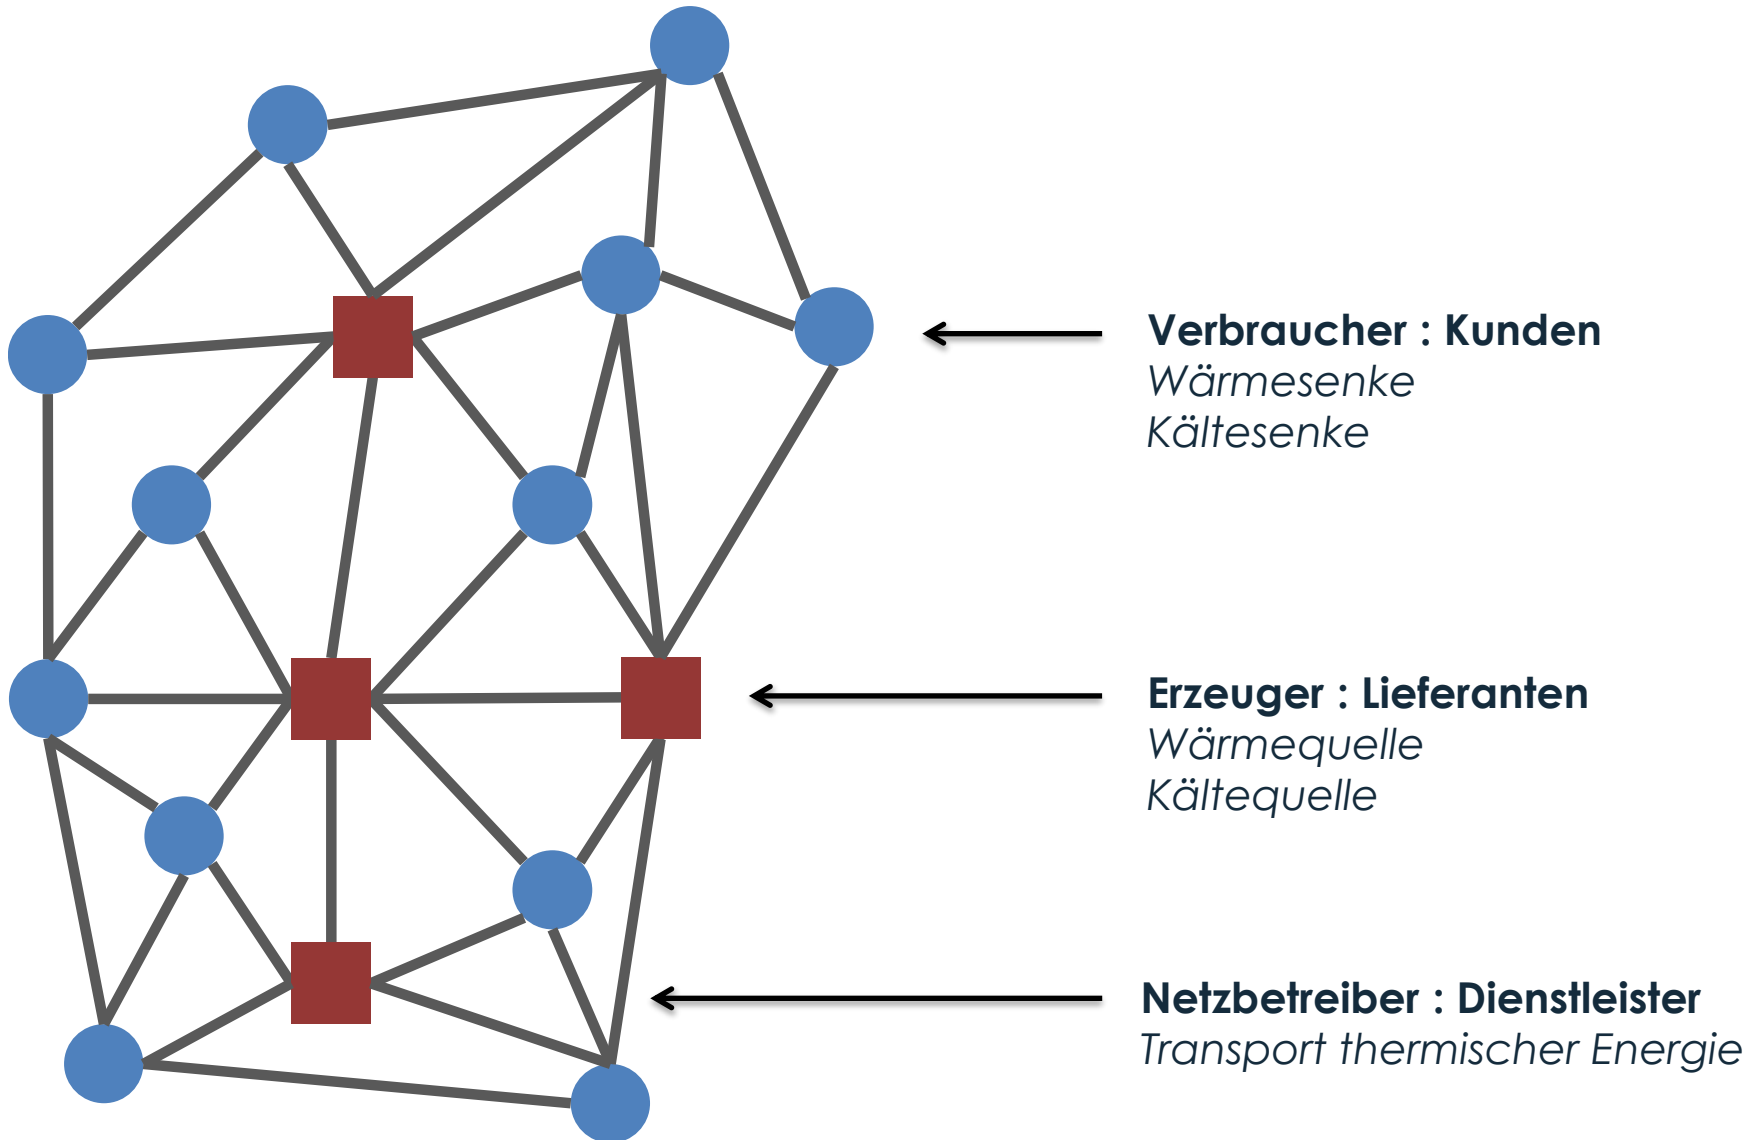 Verbraucher : Kunden
Wärmesenke
Kältesenke
Erzeuger : Lieferanten
Wärmequelle
Kältequelle
Netzbetreiber : Dienstleister
Transport thermischer Energie